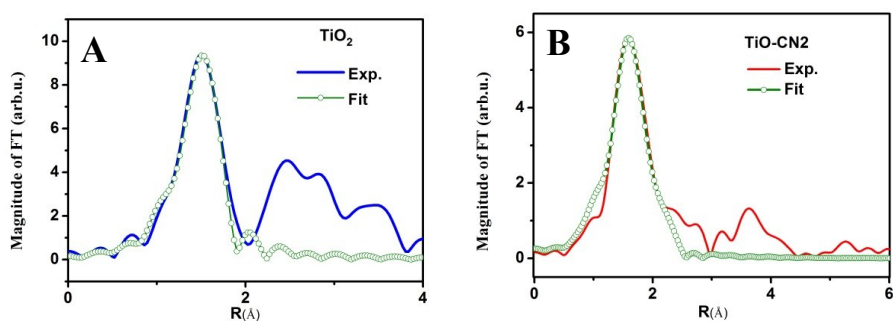 A
TiO2
Exp.
Fit
Magnitude of FT (arb.u.)
10
8
6
4
2
0
0
2
4
R(Å)
B
TiO-CN2
Exp.
Fit
Magnitude of FT (arb.u.)
6
4
2
0
0
2
4
6
R(Å)